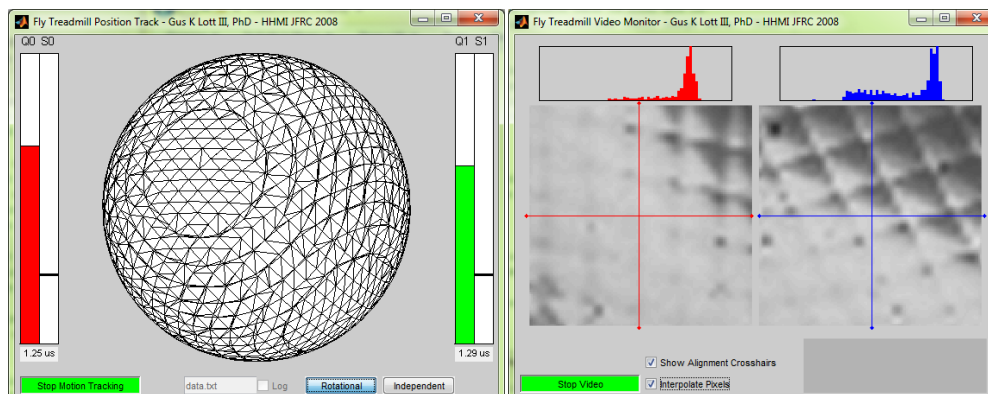 Fly Treadmill Position Track - Gus K Lott III, PhD - HHMI JFRC 2008
Q0 S0
Q1 S1
1.25 us
1.29 us
Stop Motion Tracking
data.txt
Log
Rotational
Independent
Fly Treadmill Video Monitor - Gus K Lott III, PhD - HHMI JFRC 2008
Show Alignment Crosshairs
Stop Video
Interpolate Pixels